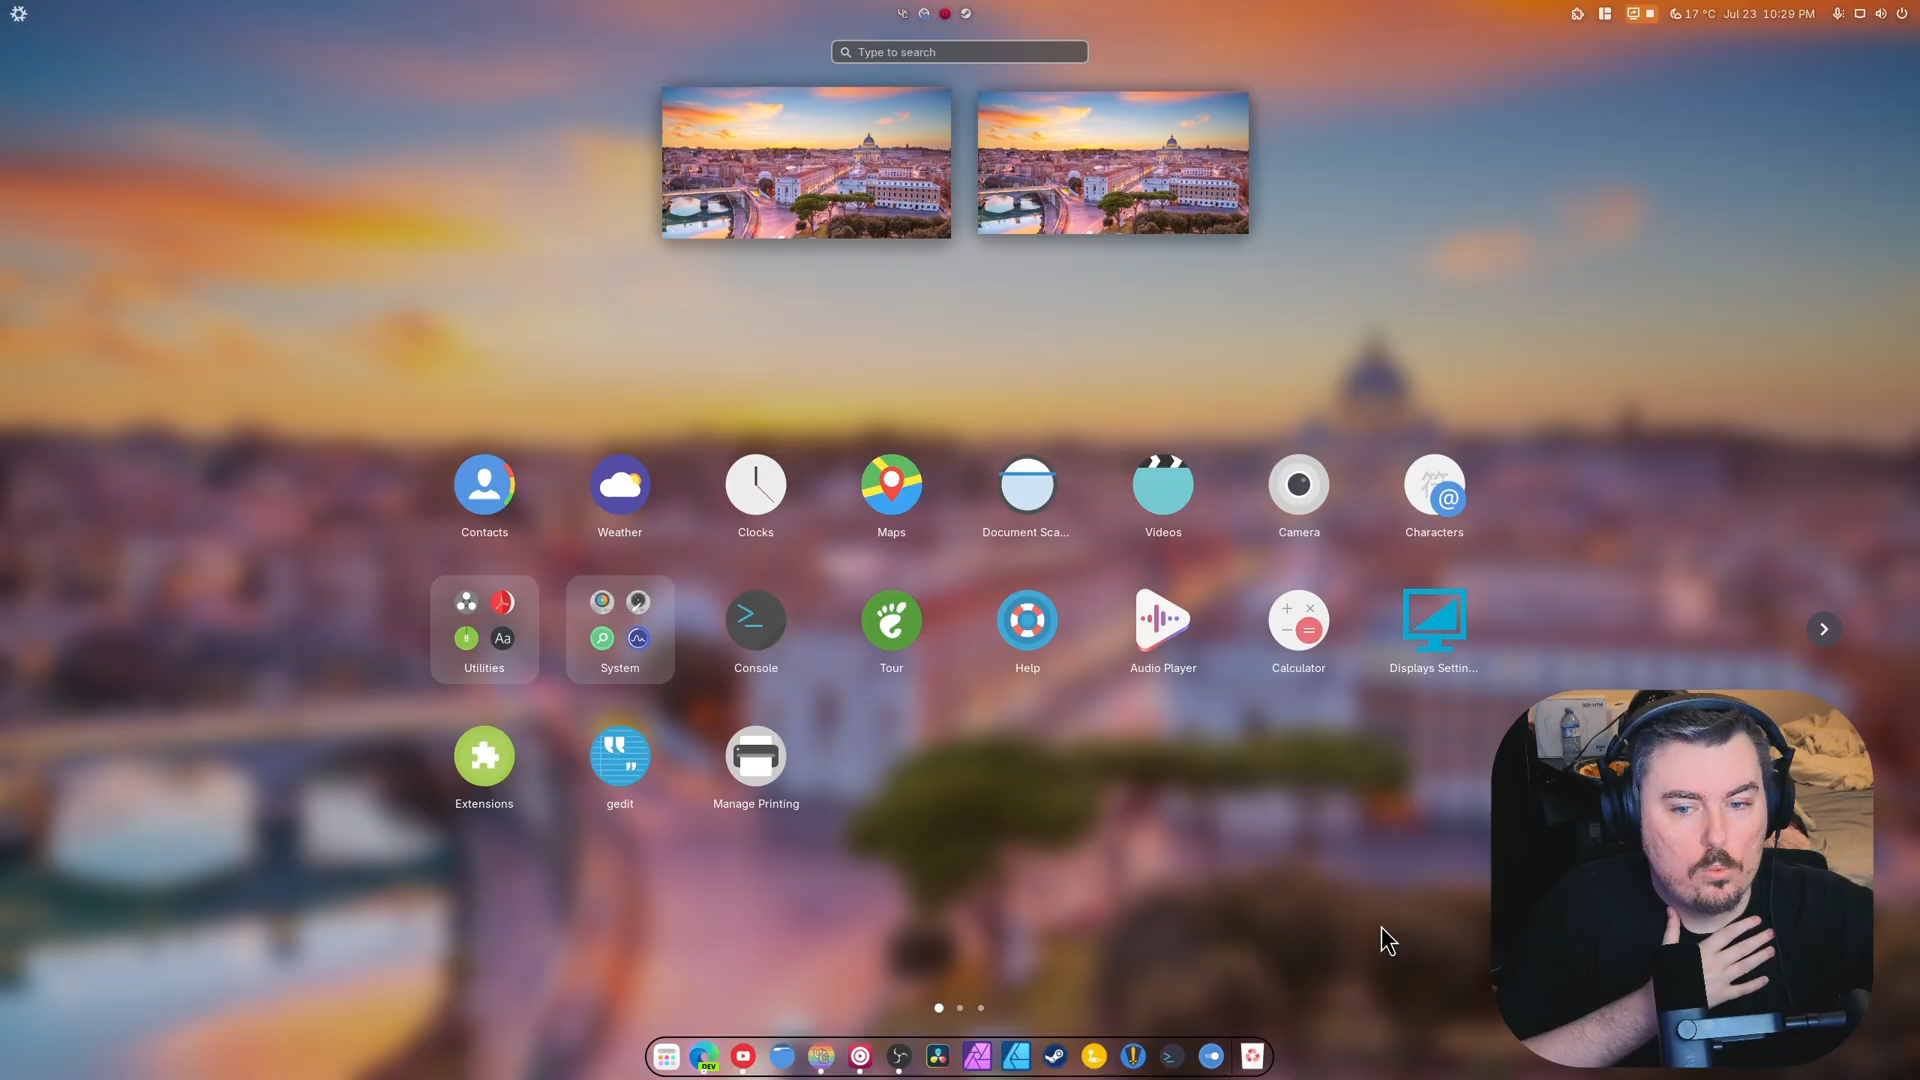 17 °C Jul 23 10:29 PM
Type to search
Contacts
Weather
Clocks
Maps
Document Sca...
Videos
Camera
Characters
Utilities
System
Console
Tour
Help
Audio Player
Calculator
Displays Settin...
Extensions
gedit
Manage Printing
Aa
DEV